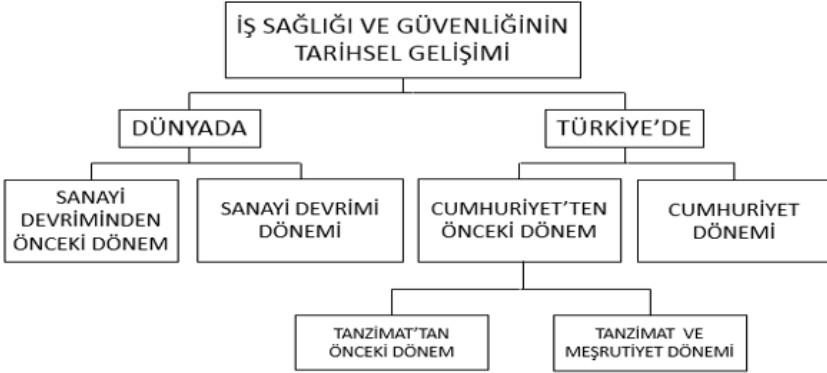 İŞ SAĞLIĞI VE GÜVENLİĞİNİN
TARİHSEL GELİŞİMİ
DÜNYADA
TÜRKİYE'DE
SANAYİ
DEVRİMİNDEN
ÖNCEKİ DÖNEM
SANAYİ DEVRİMİ
DÖNEMİ
CUMHURİYET'TEN
ÖNCEKİ DÖNEM
CUMHURİYET
DÖNEMİ
TANZİMAT'TAN
ÖNCEKİ DÖNEM
TANZİMAT VE
MEŞRUTİYET DÖNEMİ